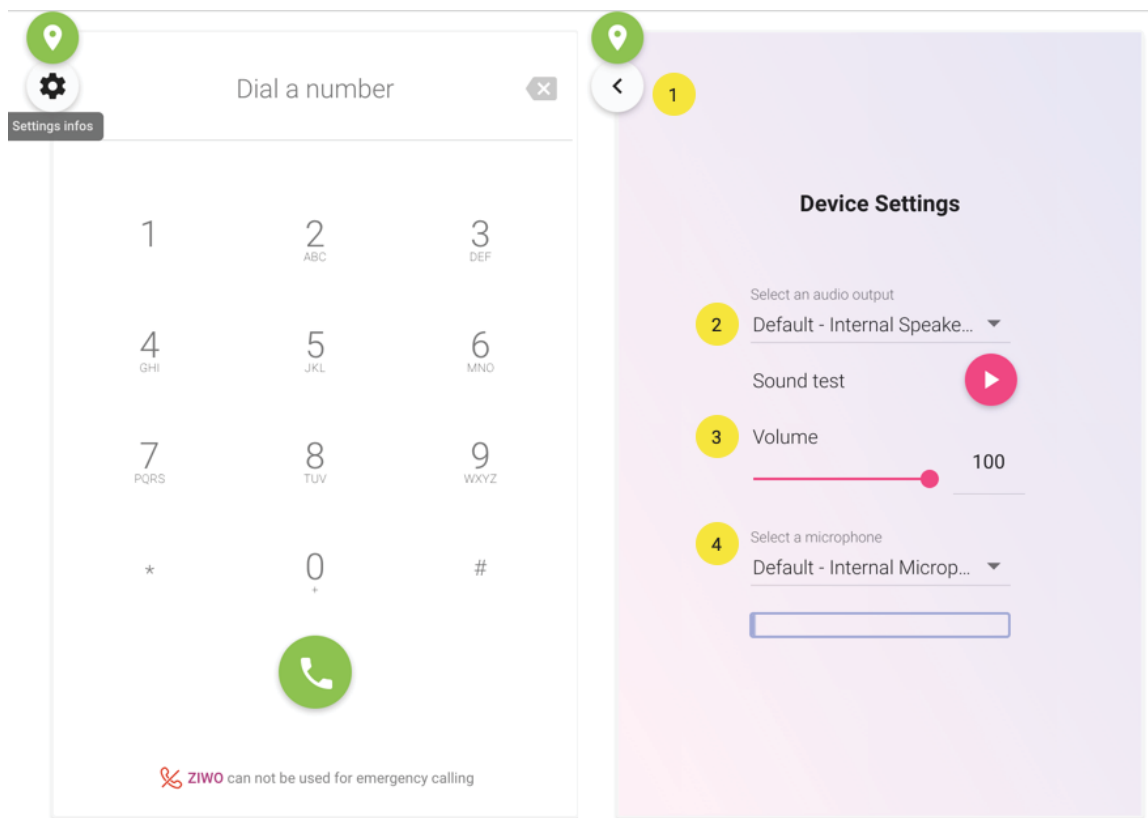 Dial a number
Settings infos
1
2
ABC
3
DEF
4
GHI
5
JKL
6
MNO
7
PQRS
8
TUV
9
WXYZ
*
0
+
#
ZIWO can not be used for emergency calling
1
Device Settings
Select an audio output
2
Default - Internal Speake...
Sound test
3
Volume
100
Select a microphone
4
Default - Internal Microp...